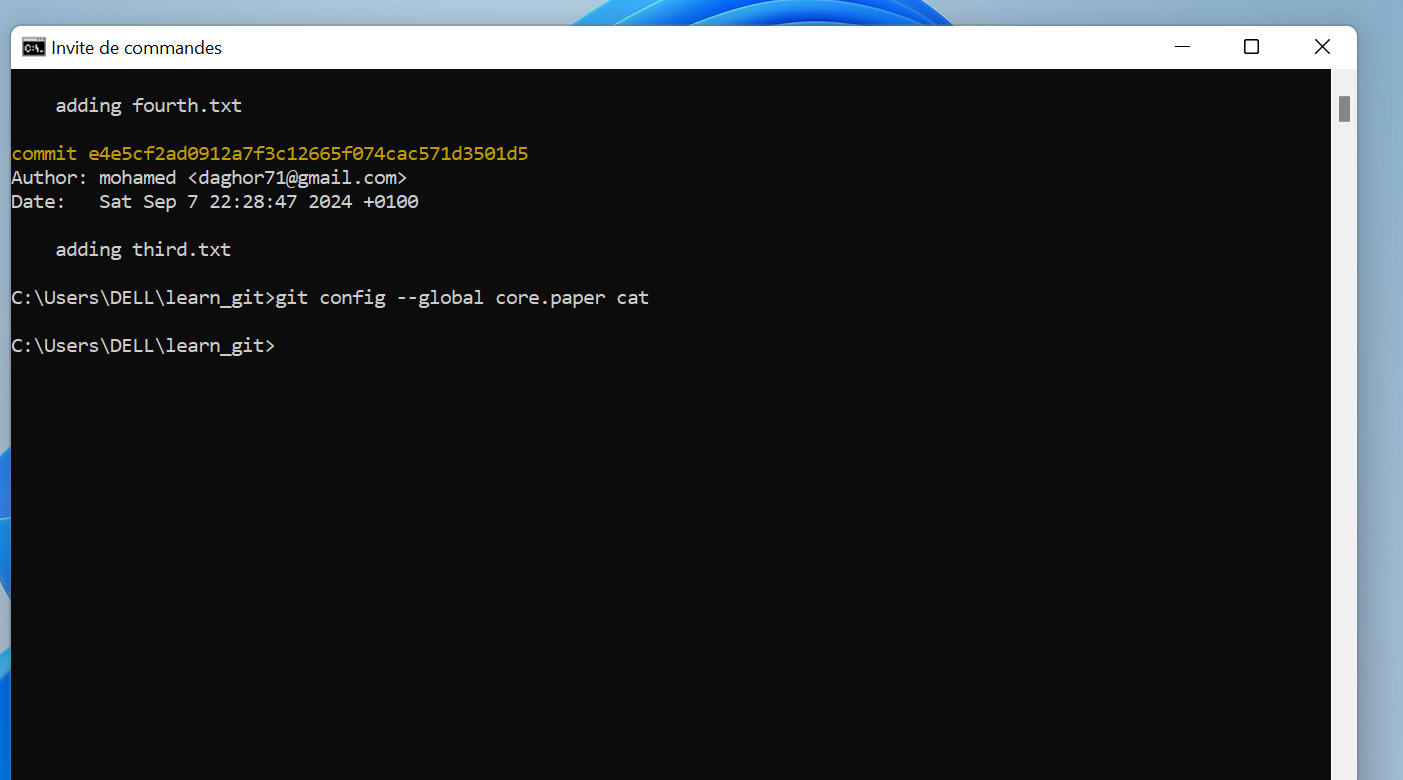 Invite de commandes
adding fourth.txt
commit e4e5cf2ad0912a7f3c12665f074cac571d3501d5
Author: mohamed <daghor71@gmail.com>
Date:   Sat Sep 7 22:28:47 2024 +0100
adding third.txt
C:\Users\DELL\learn_git>git config --global core.paper cat
C:\Users\DELL\learn_git>